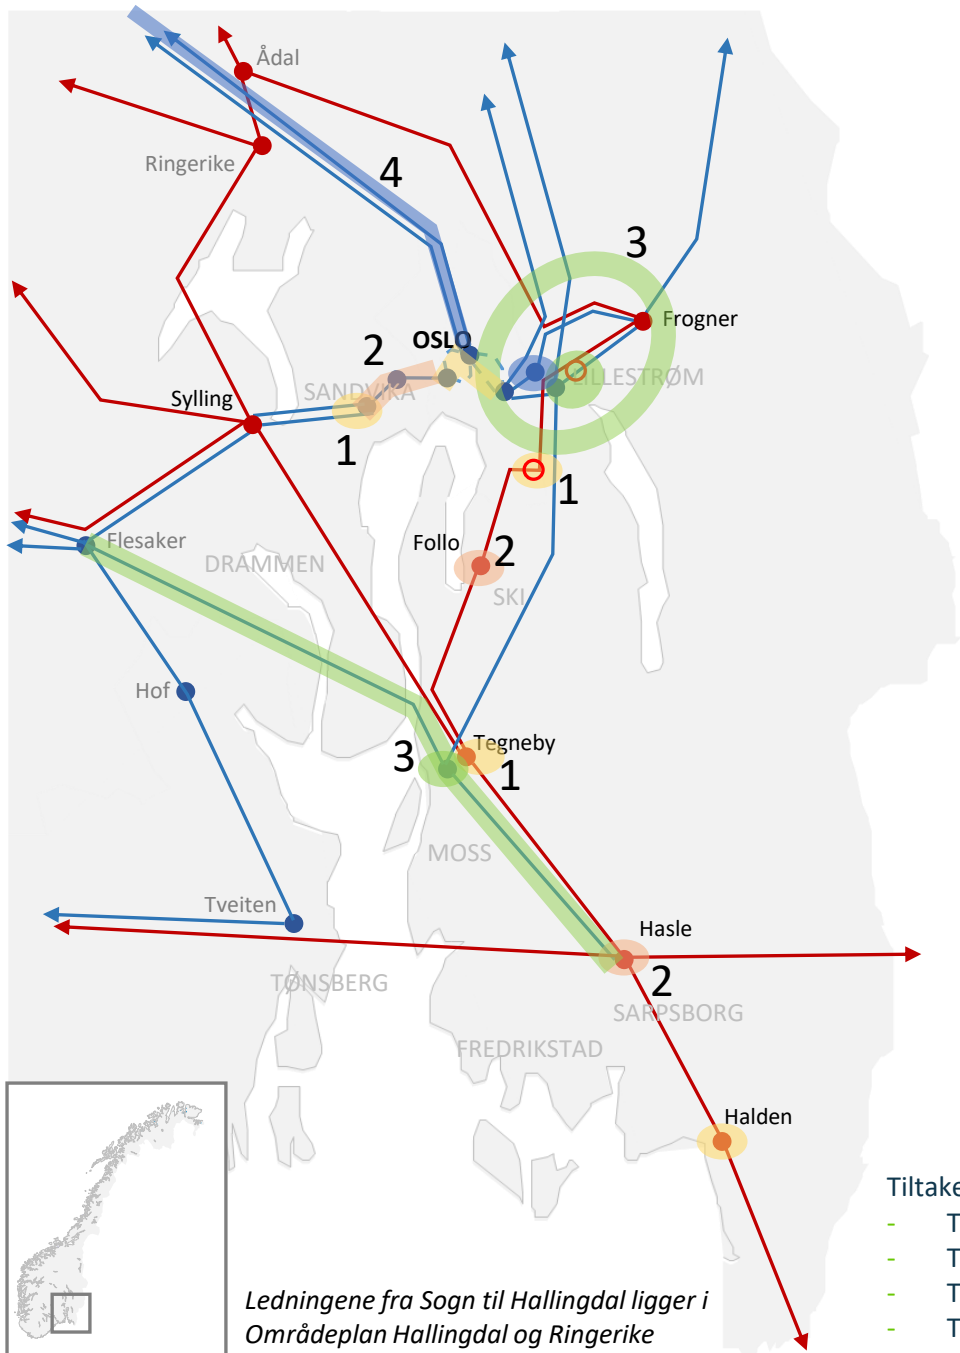 Ådal
Ringerike
4
3
OSLO
Frogner
2
SANDVIKA
LILLESTRØM
Sylling
1
1
Flesaker
Follo
2
DRAMMEN
SKI
Hof
Tegneby
3
1
MOSS
Tveiten
Hasle
2
TØNSBERG
SARPSBORG
FREDRIKSTAD
Halden
Tiltake
- T
- T
- T
- T
Ledningene fra Sogn til Hallingdal ligger i
Områdeplan Hallingdal og Ringerike